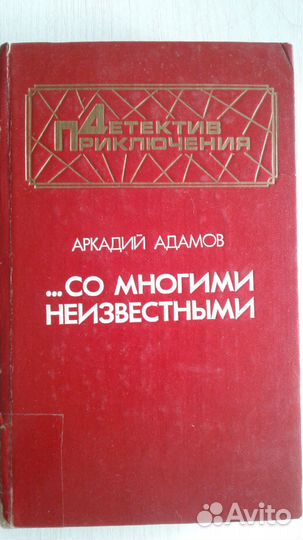 ДЕТЕКТИВ
ПРИКЛЮЧЕНИЯ
АРКАДИЙ АДАМОВ
...СО МНОГИМИ
НЕИЗВЕСТНЫМИ
Avito